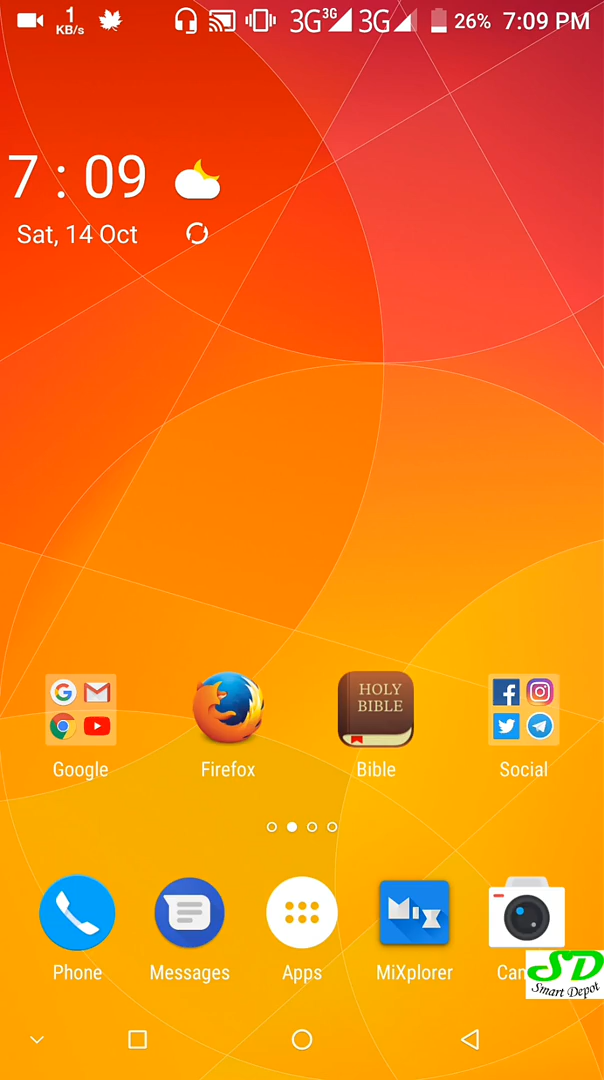 1
KB/s
3G 3G 3G
26%
7:09 PM
7 : 09
Sat, 14 Oct
HOLY
BIBLE
Google
Firefox
Bible
Social
Phone
Messages
Apps
MiXplorer
Cam
SD
Smart Depot